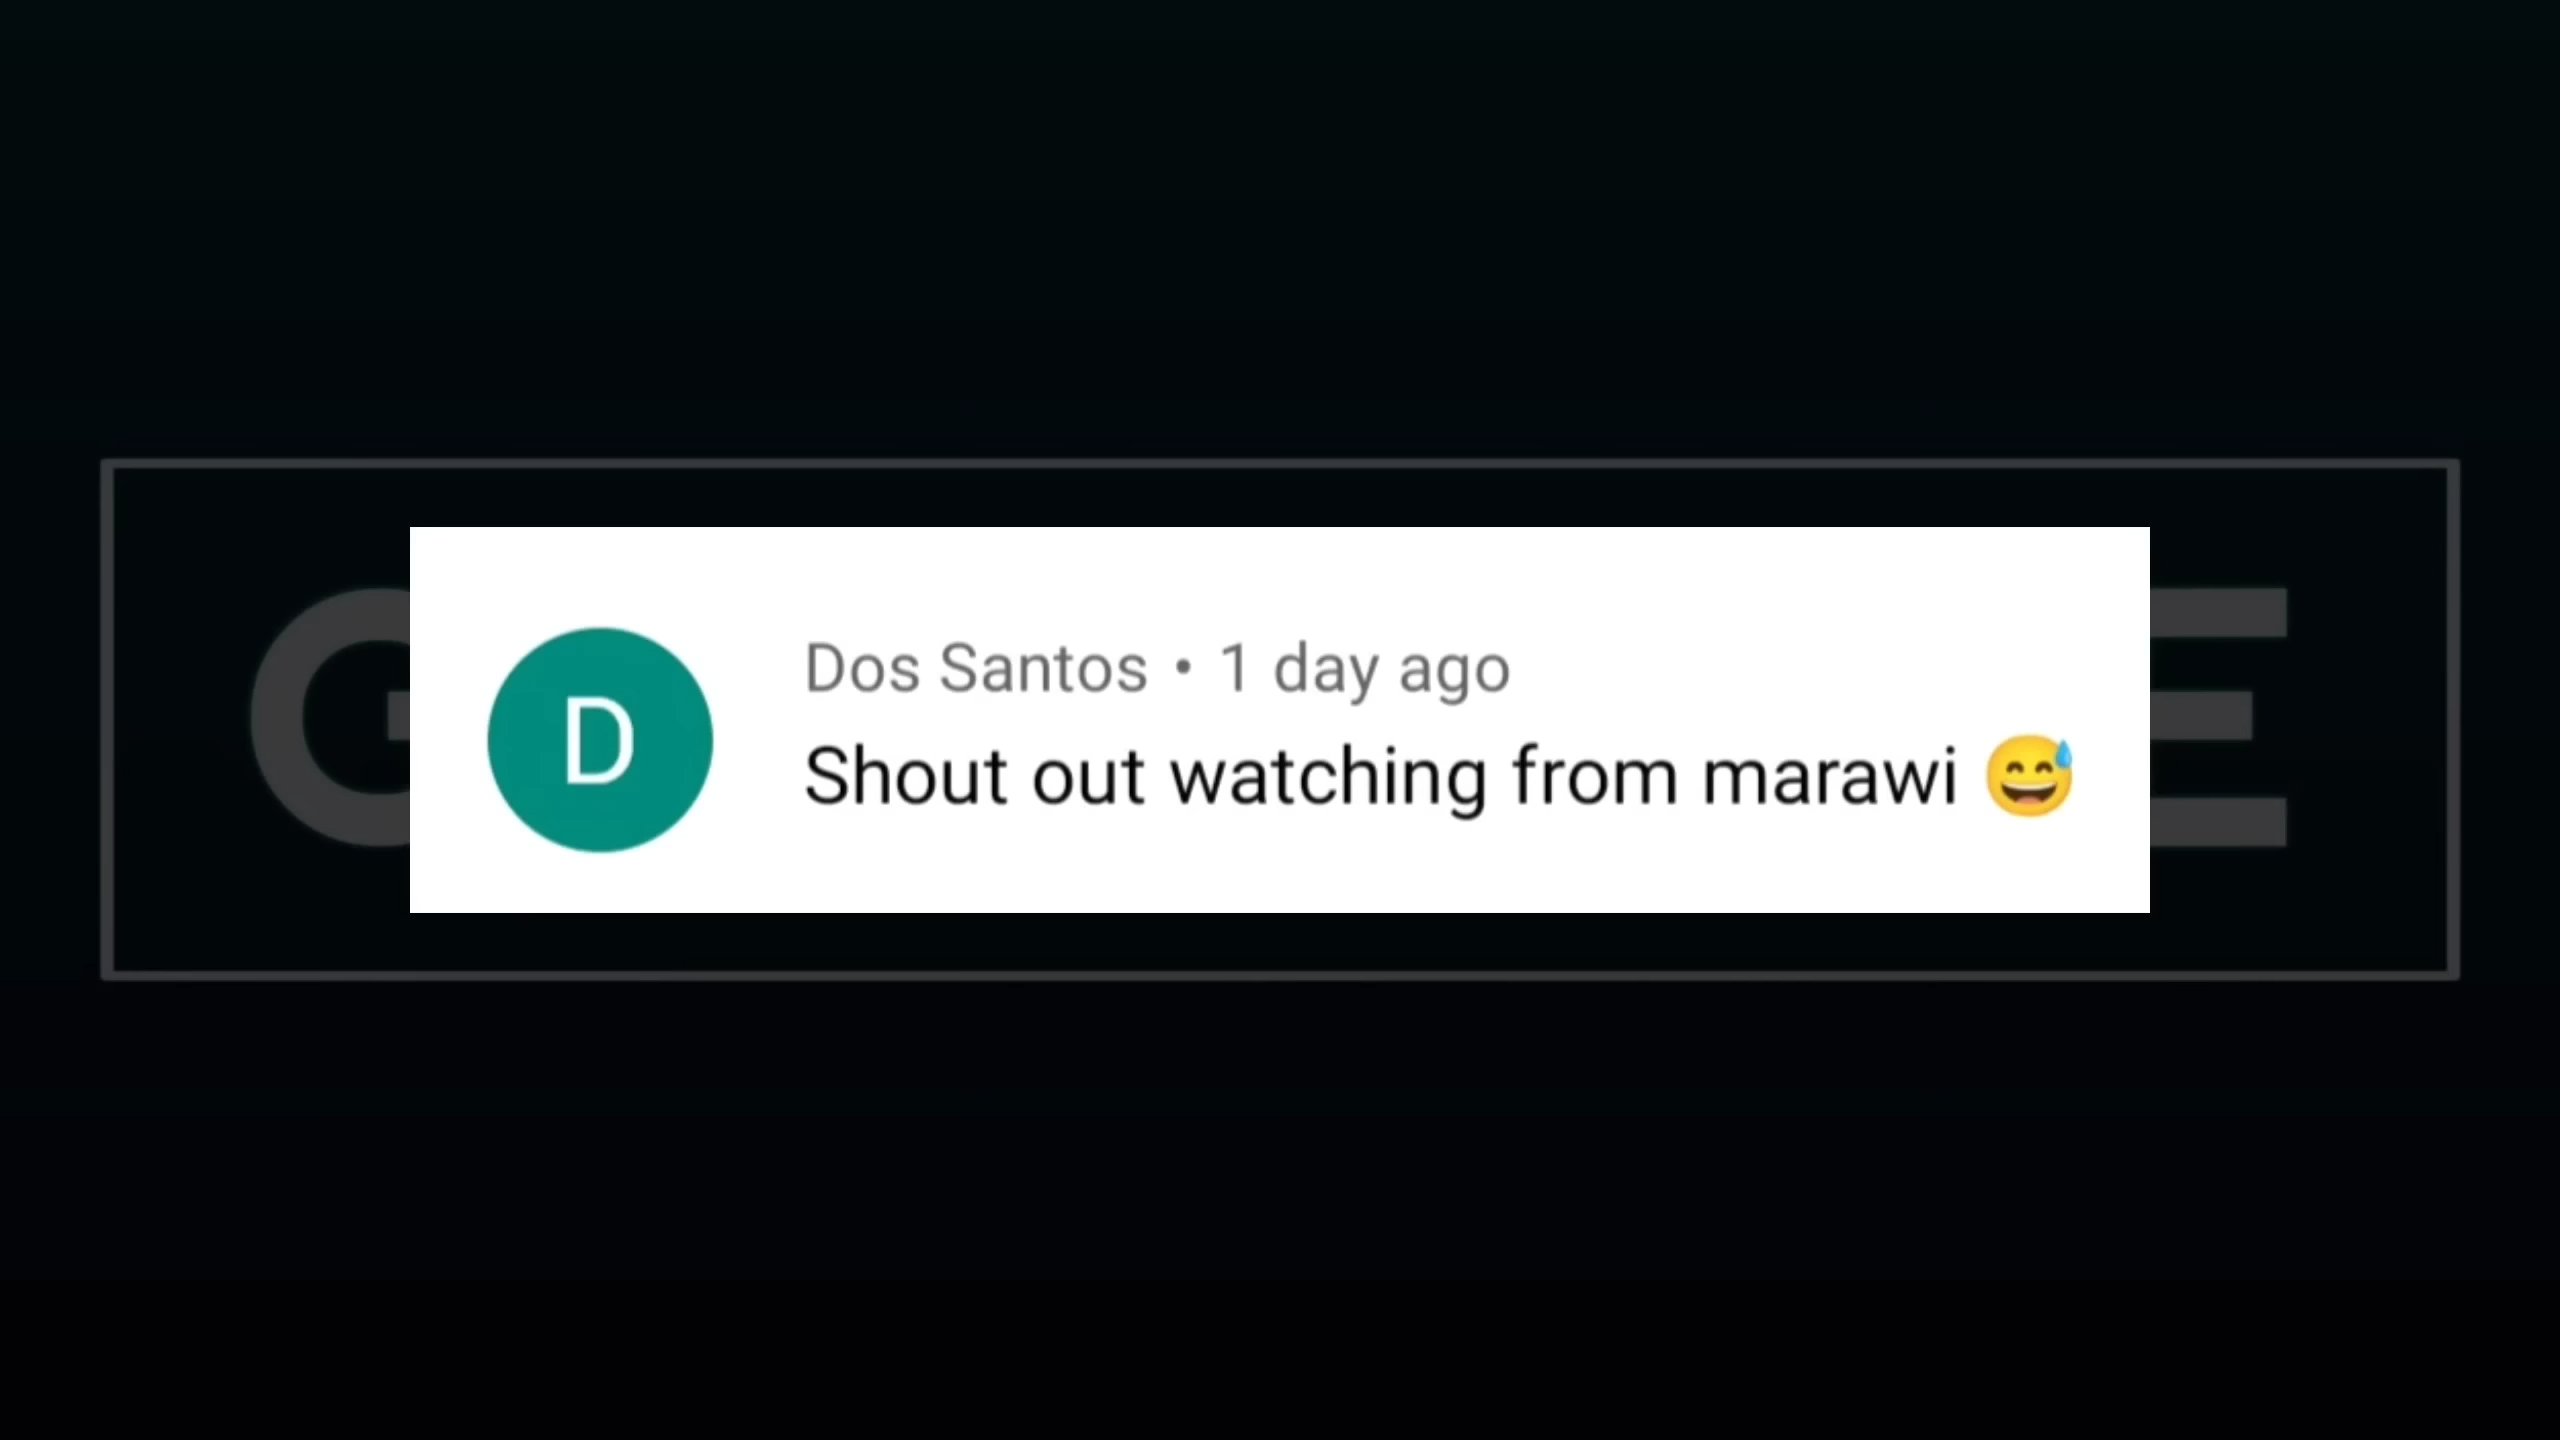 D
Dos Santos • 1 day ago
Shout out watching from marawi 😅
G
E